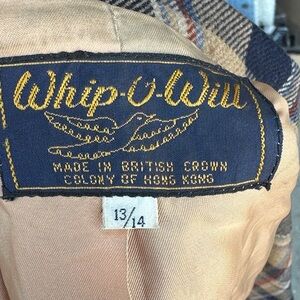 Whip-O-Will
MADE IN BRITISH CROWN
COLONY OF HONG KONG
13/14